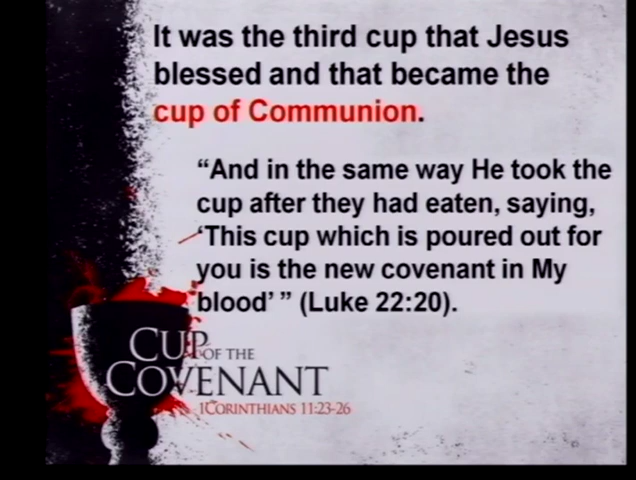 It was the third cup that Jesus
blessed and that became the
cup of Communion.
“And in the same way He took the
cup after they had eaten, saying,
‘This cup which is poured out for
you is the new covenant in My
blood’ ” (Luke 22:20).
CUP OF THE
COVENANT
1CORINTHIANS 11:23-26